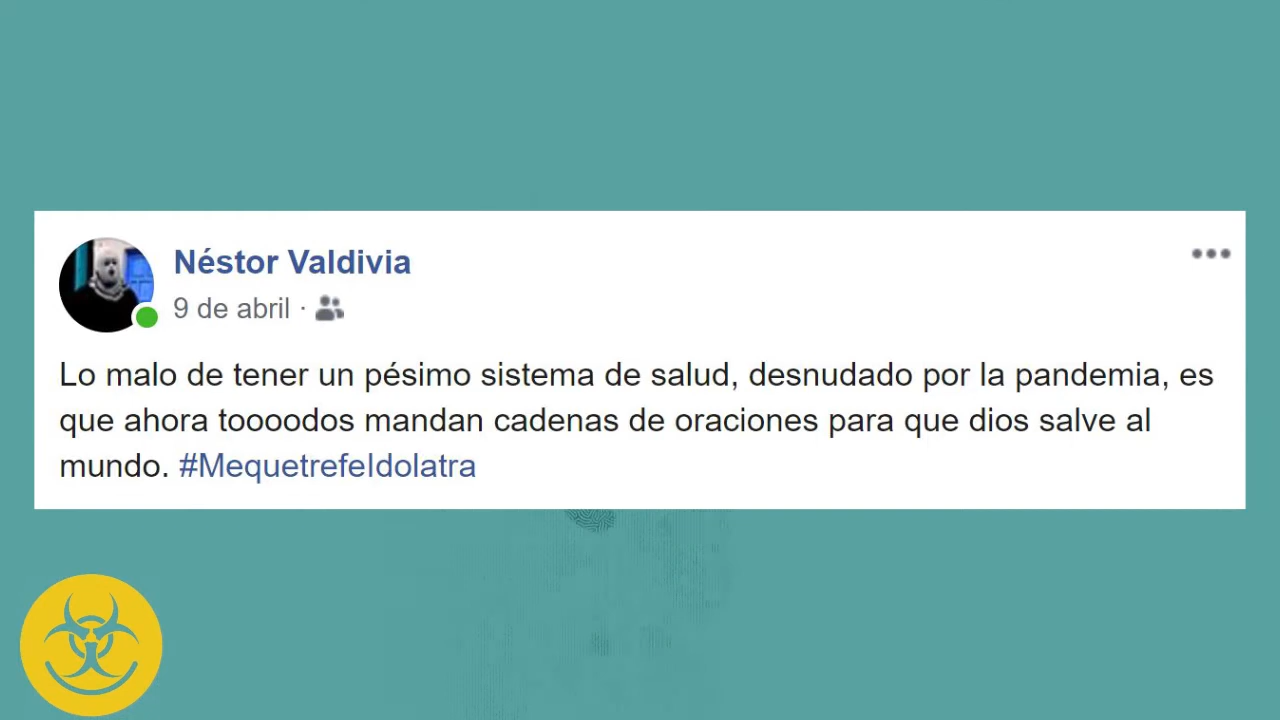 Néstor Valdivia
9 de abril ·
Lo malo de tener un pésimo sistema de salud, desnudado por la pandemia, es
que ahora toooodos mandan cadenas de oraciones para que dios salve al
mundo. #MequetrefeIdolatra